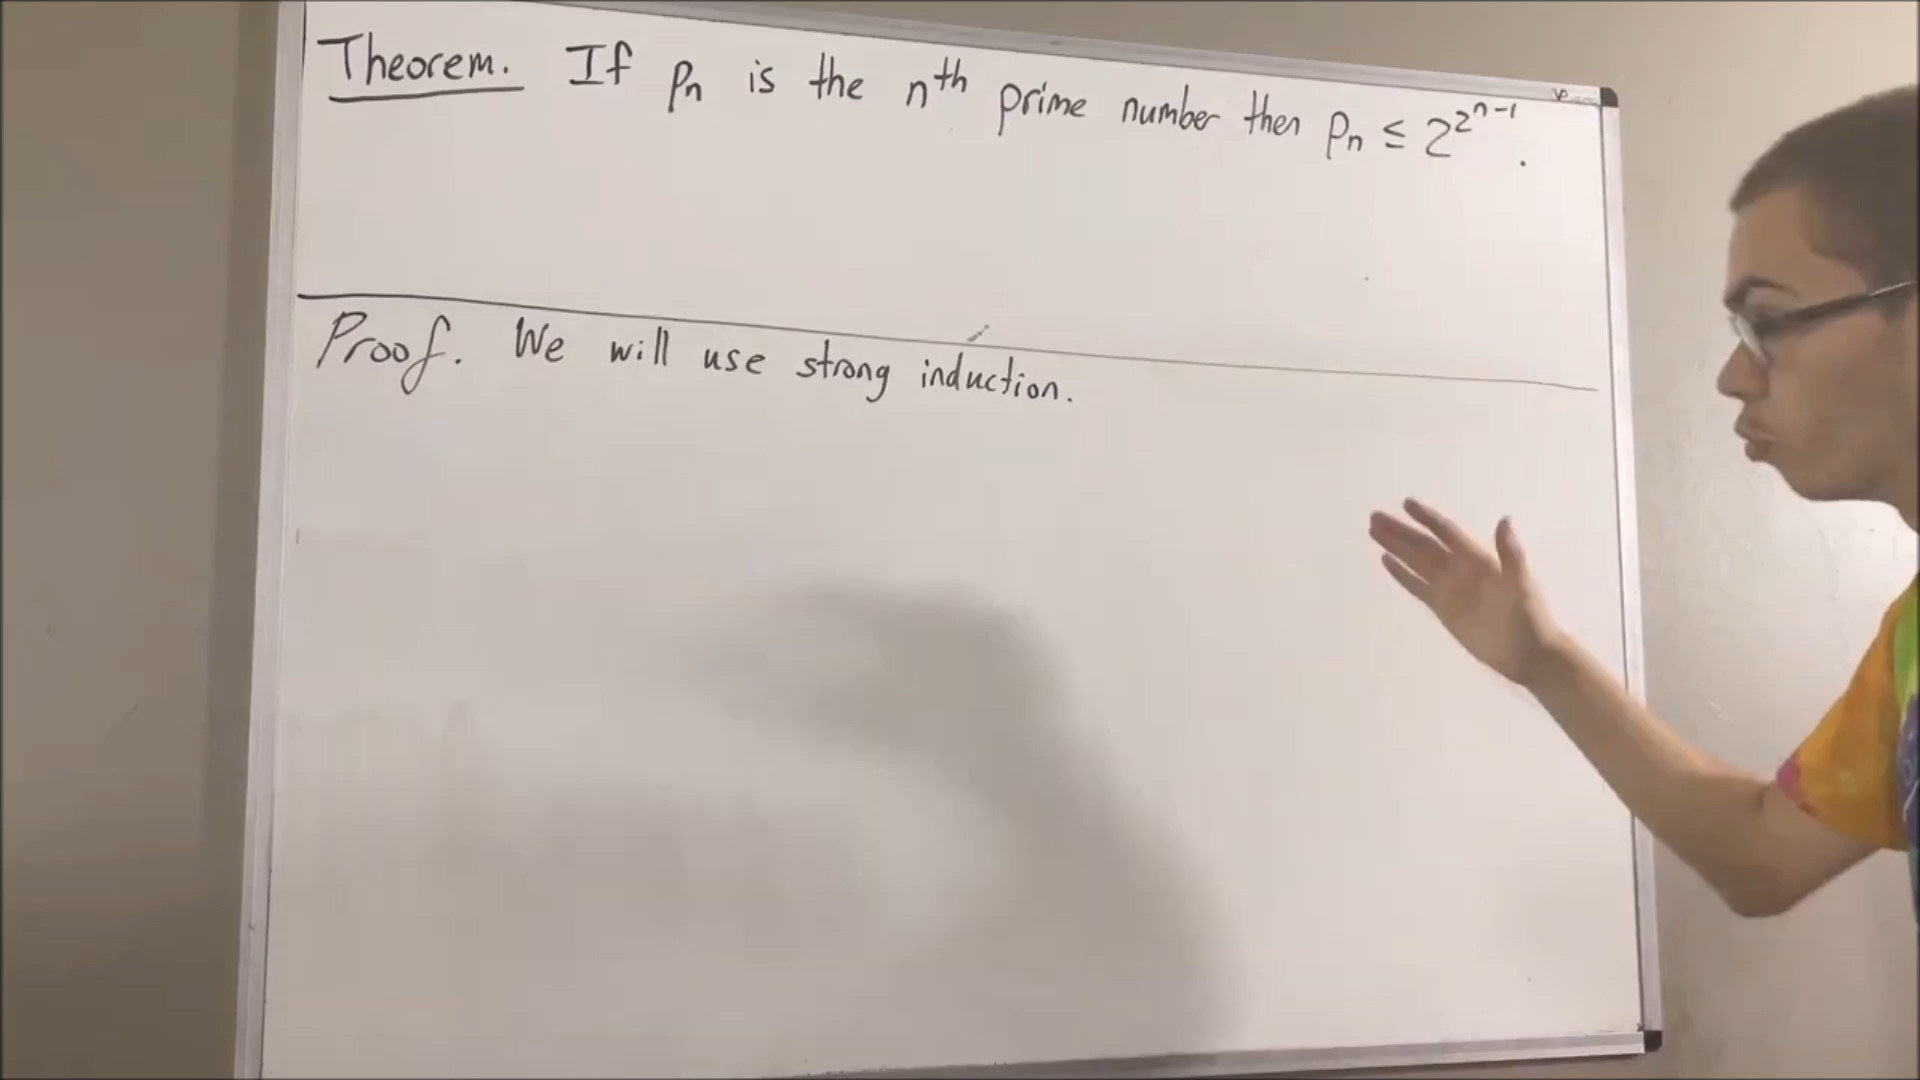 Theorem. If pₙ is the nᵗʰ prime number then pₙ ≤ 2^2^n-1.
Proof. We will use strong induction.